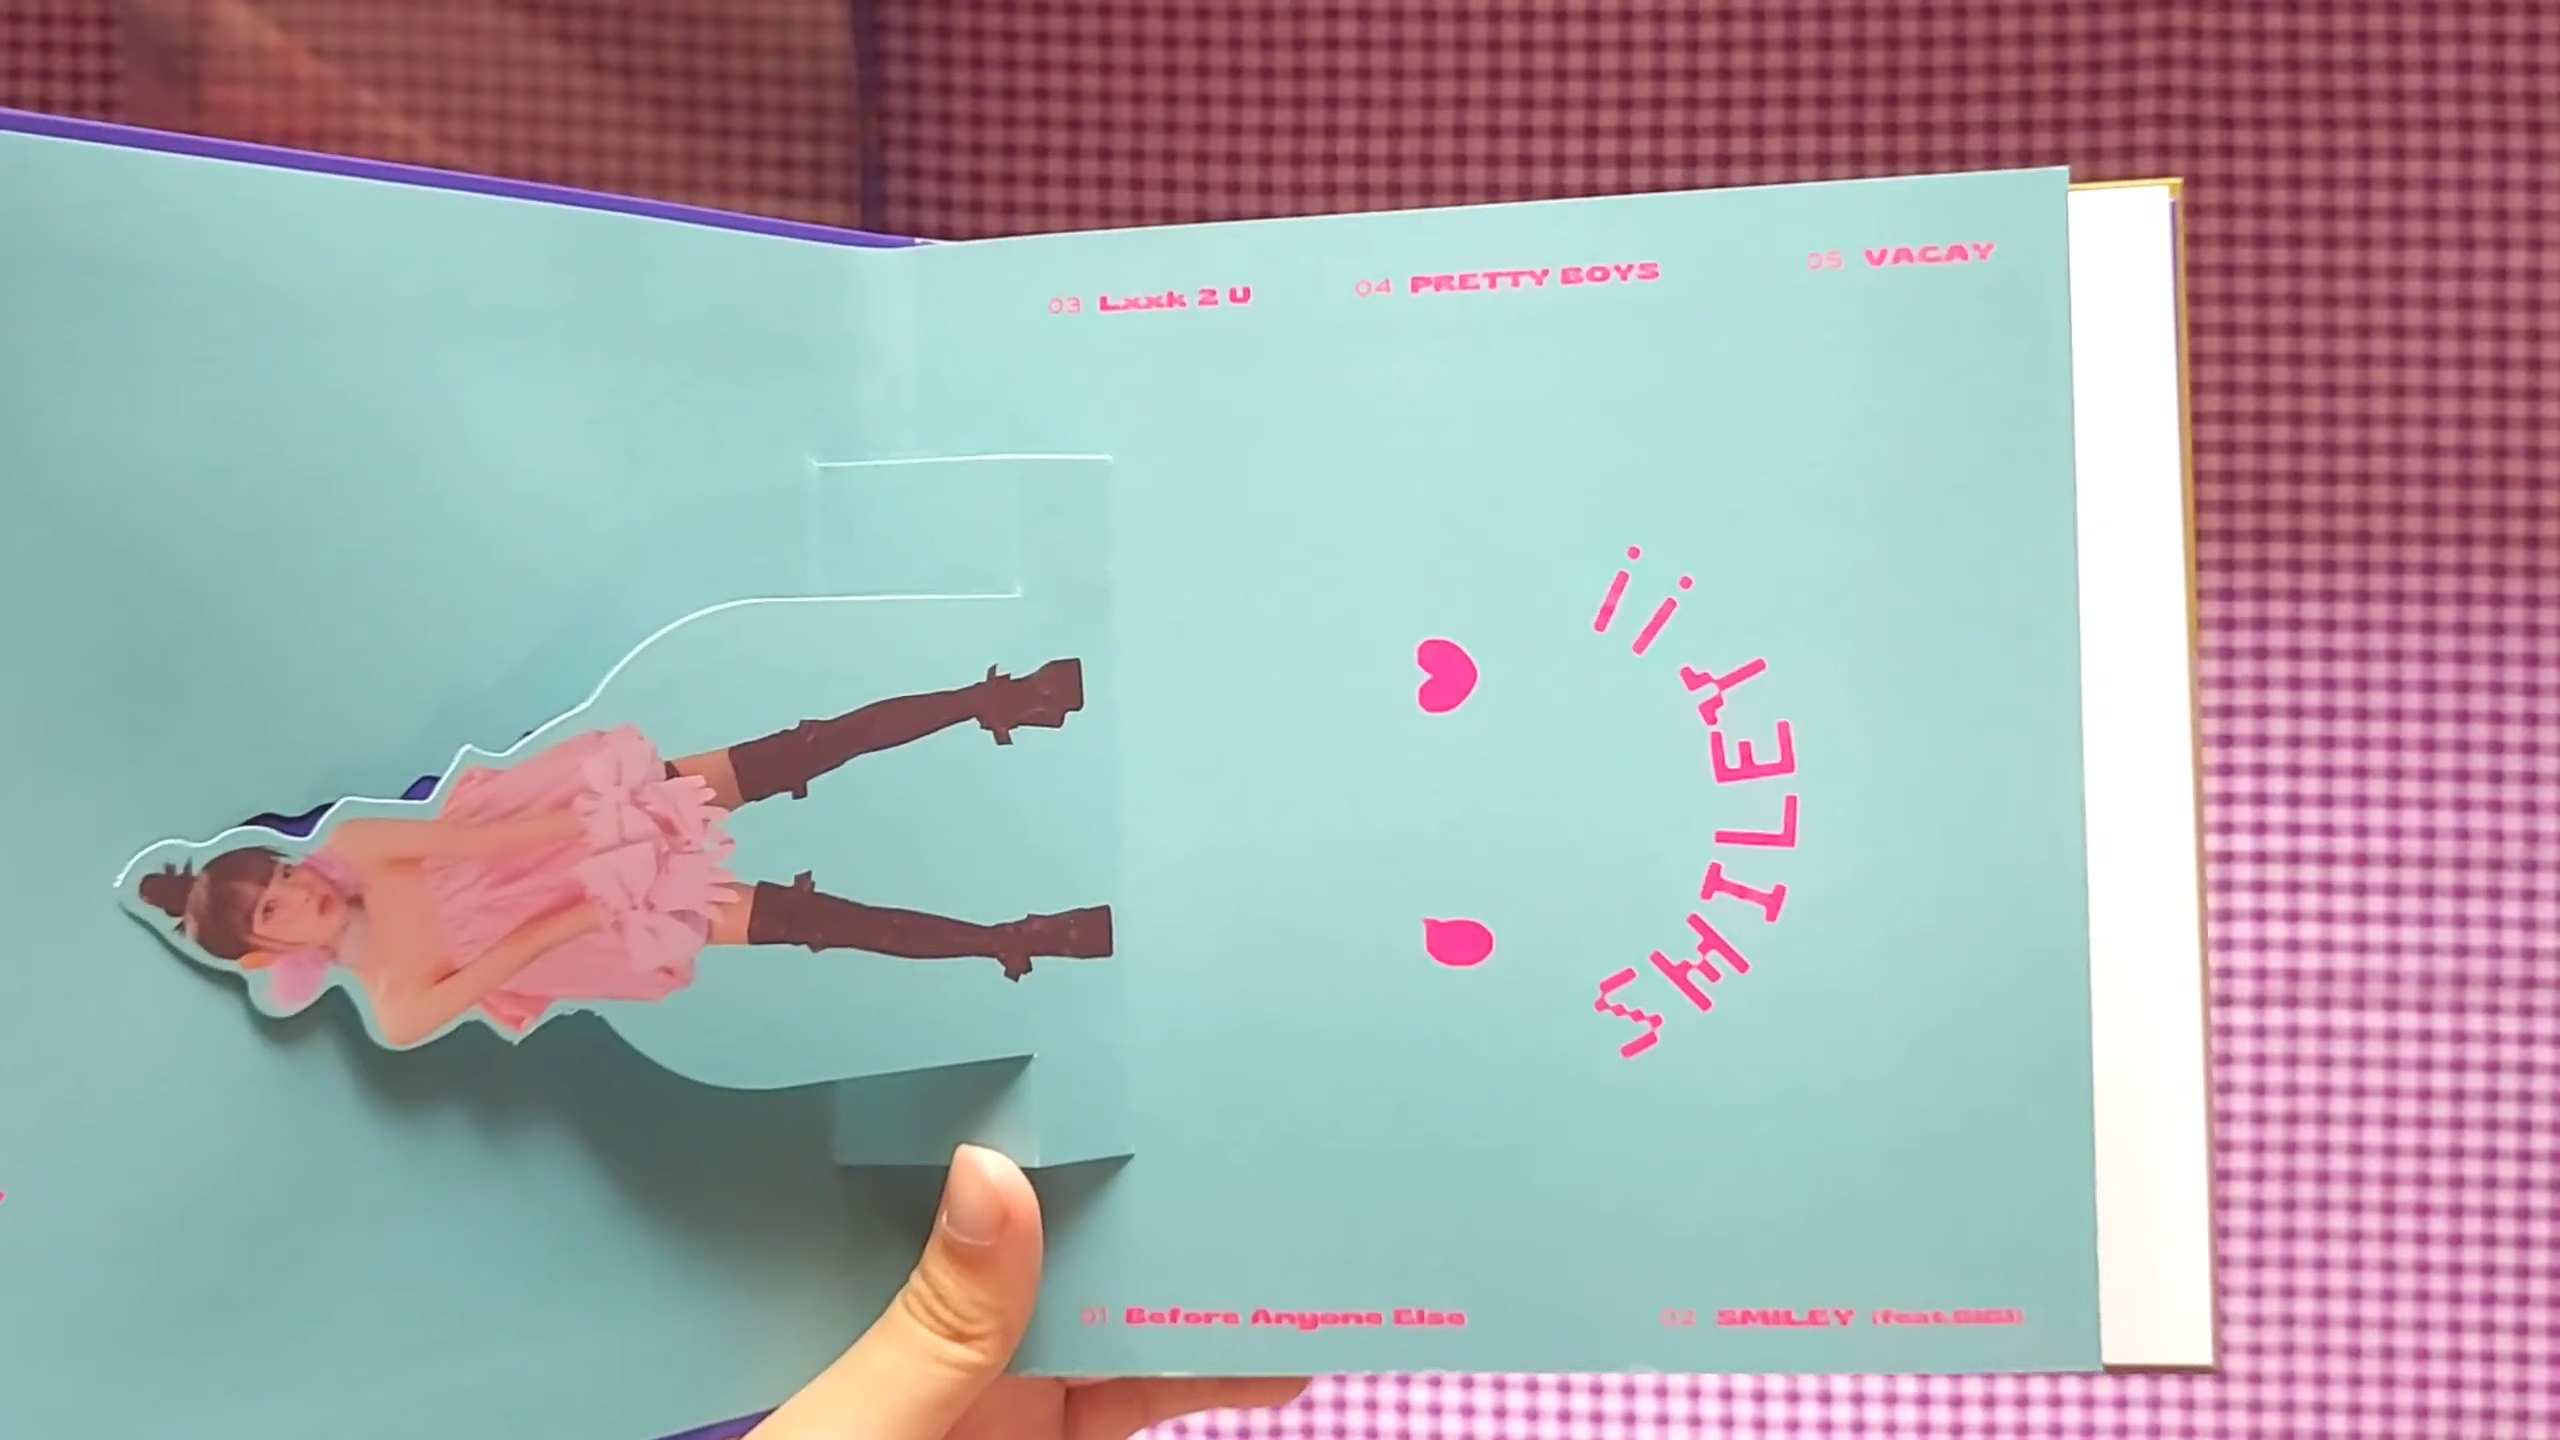 03 Lxxk 2 U
04 PRETTY BOYS
05 VACAY
SMILEY
¡¡
01 Before Anyone Else
02 SMILEY (feat.BIBI)